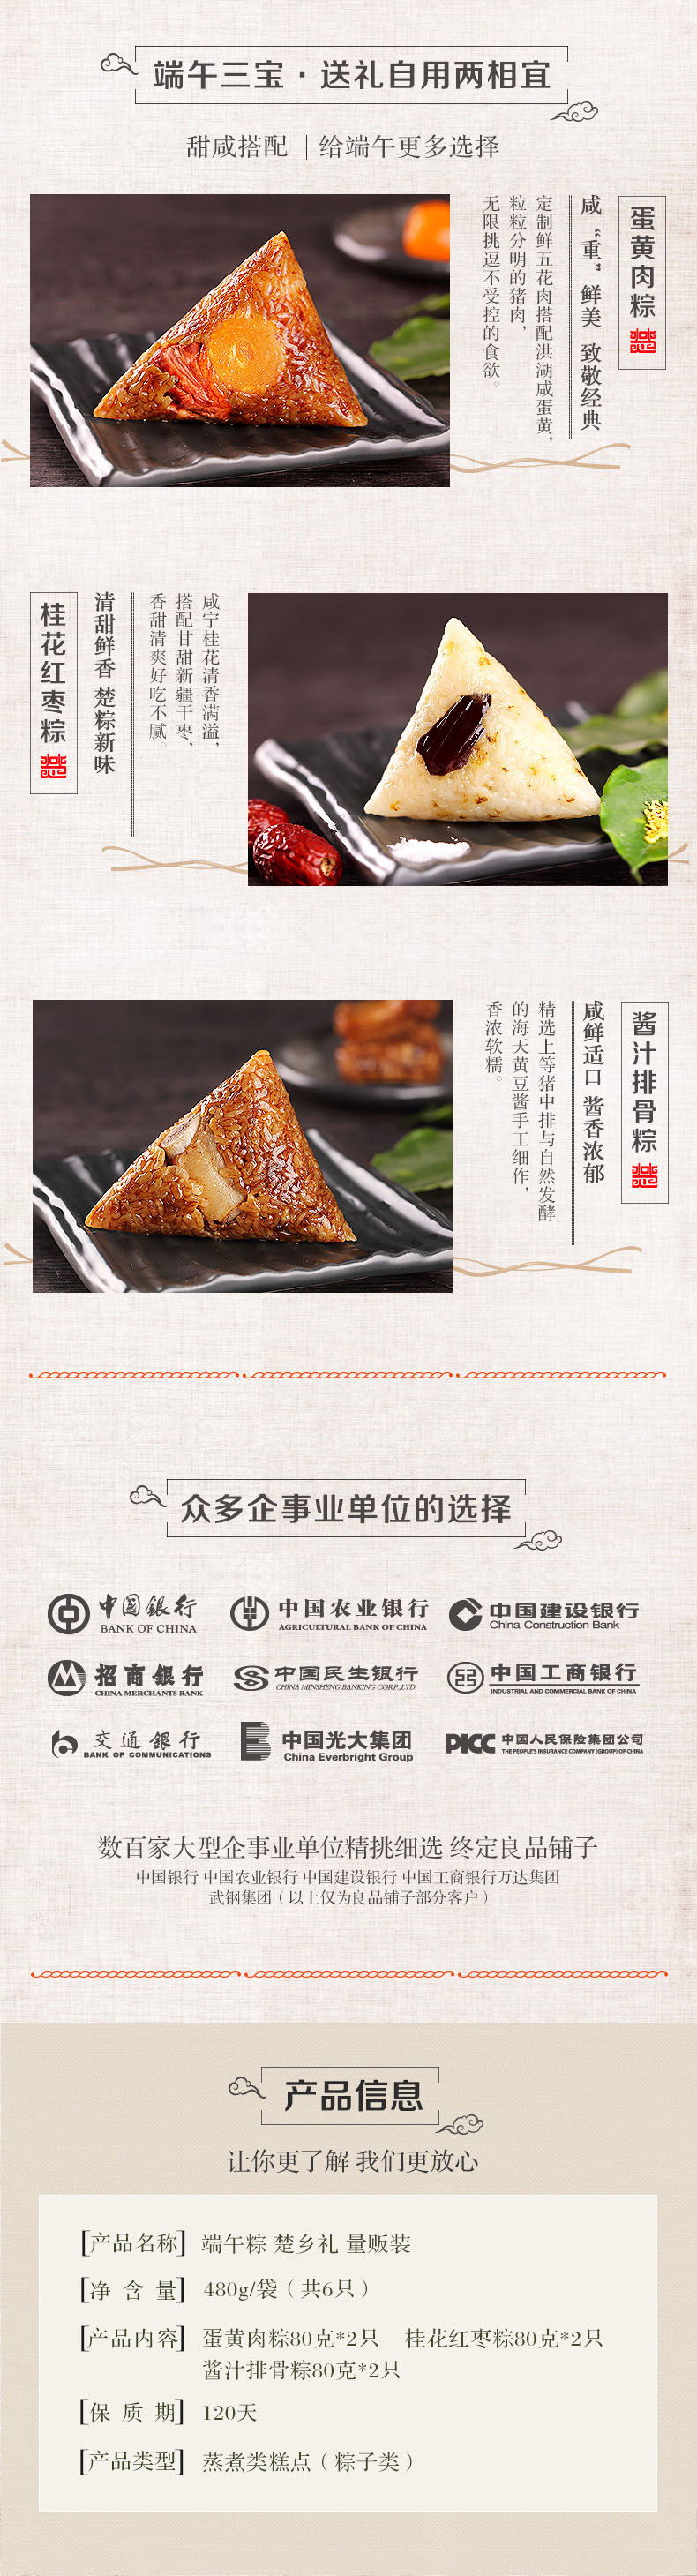 端午三宝·送礼自用两相宜
甜咸搭配 | 给端午更多选择
蛋黄肉粽
咸“重”鲜美 致敬经典
定制鲜五花肉搭配洪湖咸蛋黄,
粒粒分明的猪肉,
无限挑逗不受控的食欲。
桂花红枣粽
清甜鲜香 楚粽新味
咸宁桂花清香满溢,
搭配甘甜新疆干枣,
香甜清爽好吃不腻。
酱汁排骨粽
咸鲜适口 酱香浓郁
精选上等猪中排与自然发酵
的海天黄豆酱手工细作,
香浓软糯。
众多企事业单位的选择
中国银行
BANK OF CHINA
中国农业银行
AGRICULTURAL BANK OF CHINA
中国建设银行
China Construction Bank
招商银行
CHINA MERCHANTS BANK
中国民生银行
CHINA MINSHENG BANKING CORP.,LTD.
中国工商银行
INDUSTRIAL AND COMMERCIAL BANK OF CHINA
交通银行
BANK OF COMMUNICATIONS
中国光大集团
China Everbright Group
PICC 中国人民保险集团公司
THE PEOPLE'S INSURANCE COMPANY (GROUP) OF CHINA
数百家大型企事业单位精挑细选 终定良品铺子
中国银行 中国农业银行 中国建设银行 中国工商银行万达集团
武钢集团（以上仅为良品铺子部分客户）
产品信息
让你更了解 我们更放心
[产品名称] 端午粽 楚乡礼 量贩装
[净 含 量] 480g/袋（共6只）
[产品内容] 蛋黄肉粽80克*2只 桂花红枣粽80克*2只
酱汁排骨粽80克*2只
[保 质 期] 120天
[产品类型] 蒸煮类糕点（粽子类）